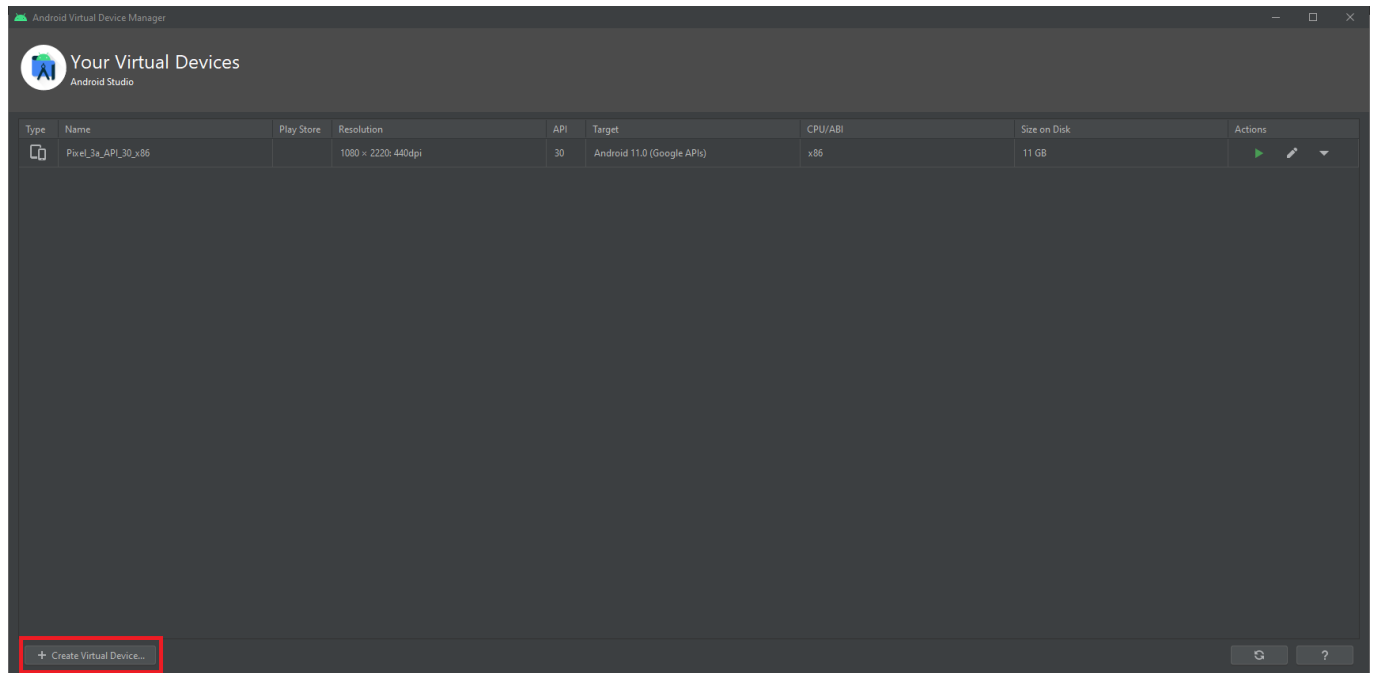 Android Virtual Device Manager
Your Virtual Devices
Android Studio
Type Name Play Store Resolution API Target CPU/ABI Size on Disk Actions
Pixel_3a_API_30_x86 1080 × 2220: 440dpi 30 Android 11.0 (Google APIs) x86 11 GB
+ Create Virtual Device... ?